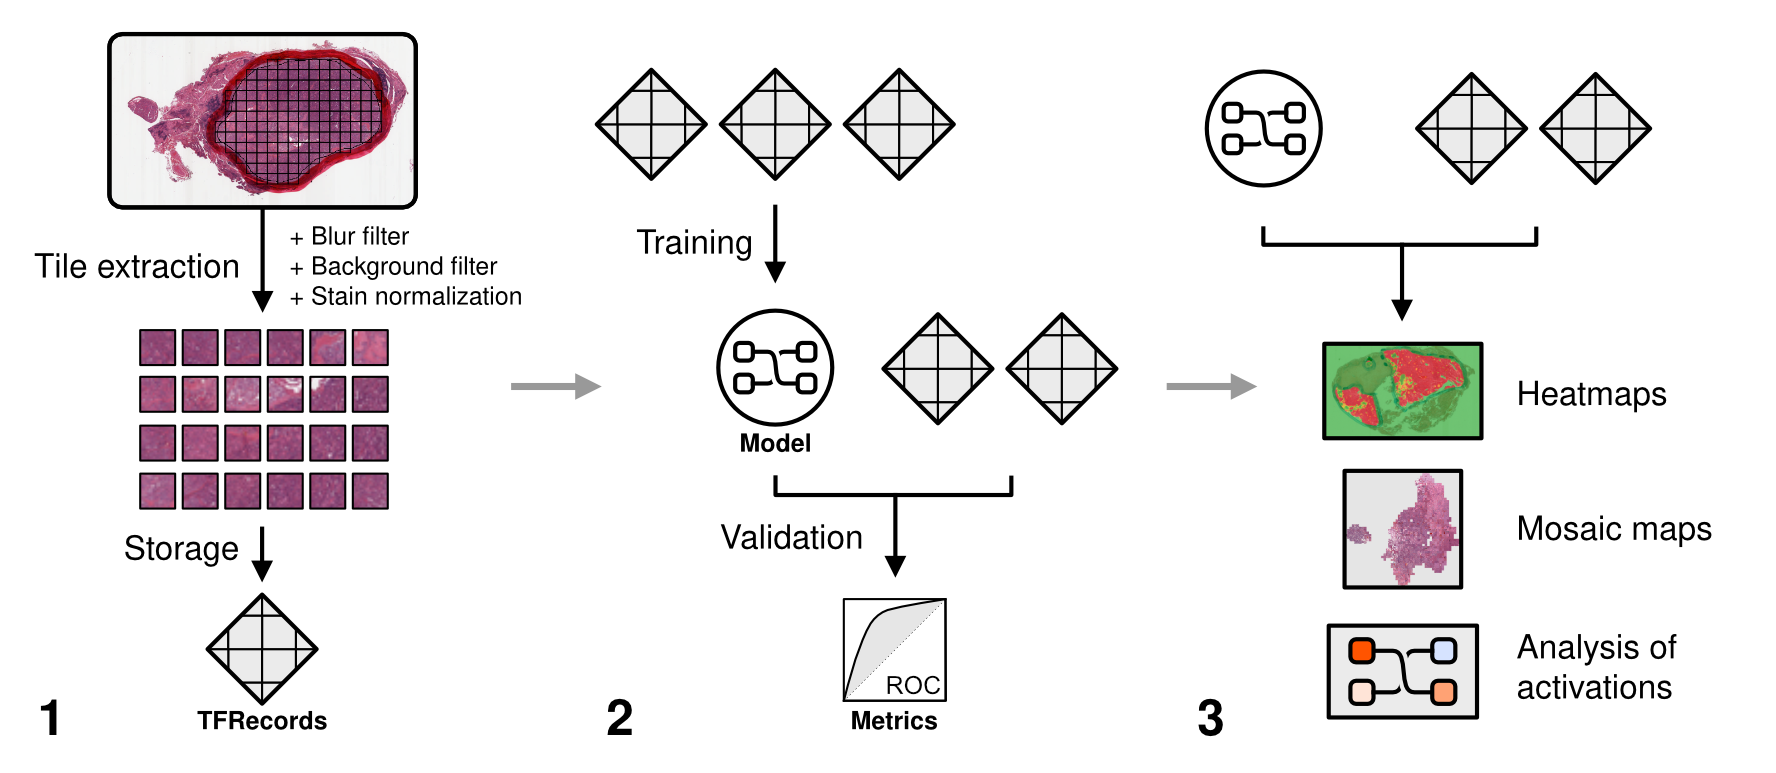 Tile extraction
+ Blur filter
+ Background filter
+ Stain normalization
Storage
TFRecords
1
Training
Model
Validation
ROC
Metrics
2
Heatmaps
Mosaic maps
Analysis of
activations
3